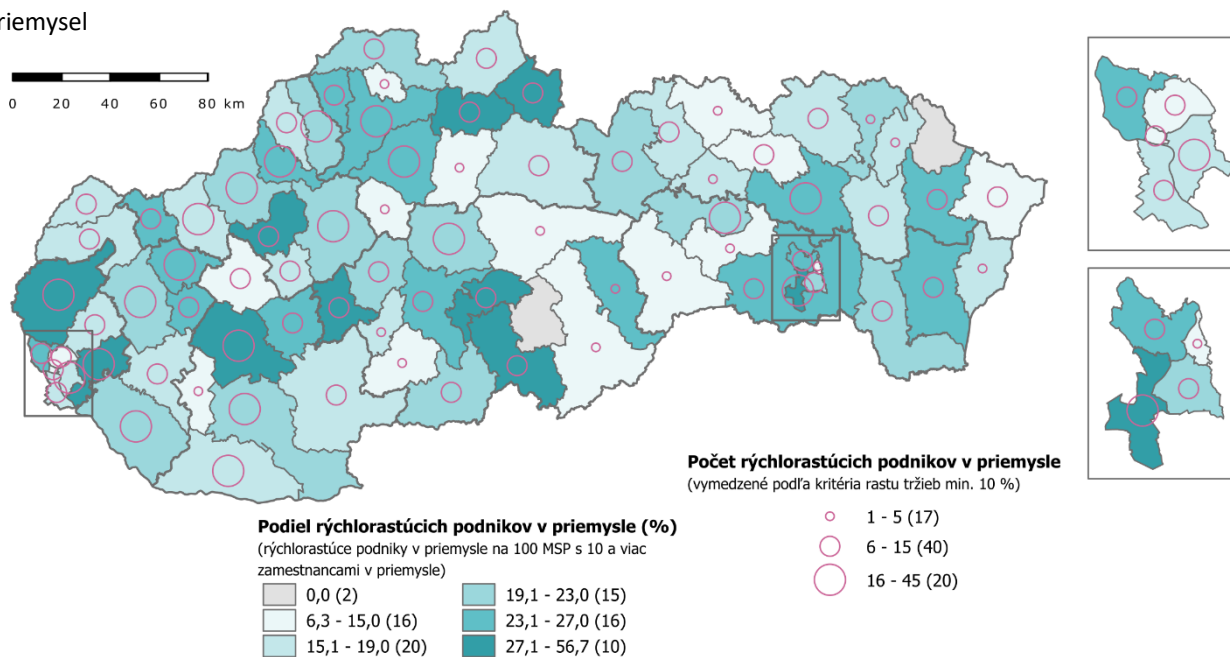 riemysel
0 20 40 60 80 km
Počet rýchlorastúcich podnikov v priemysle
(vymedzené podľa kritéria rastu tržieb min. 10 %)
1 - 5 (17)
6 - 15 (40)
16 - 45 (20)
Podiel rýchlorastúcich podnikov v priemysle (%)
(rýchlorastúce podniky v priemysle na 100 MSP s 10 a viac
zamestnancami v priemysle)
0,0 (2)
6,3 - 15,0 (16)
15,1 - 19,0 (20)
19,1 - 23,0 (15)
23,1 - 27,0 (16)
27,1 - 56,7 (10)